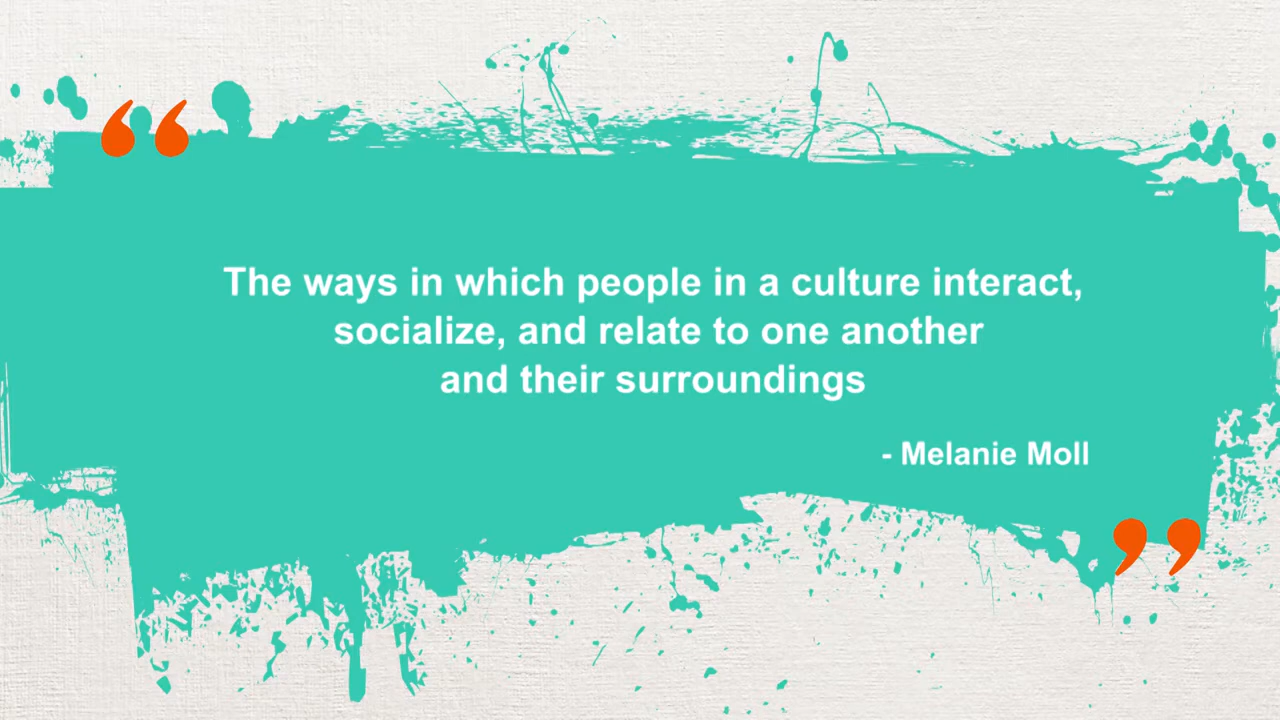 The ways in which people in a culture interact,
socialize, and relate to one another
and their surroundings
- Melanie Moll